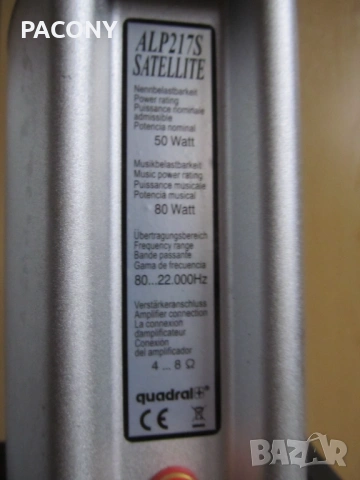 PACONY
ALP217S
SATELLITE
Nennbelastbarkeit
Power rating
Puissance nominale
admissible
Potencia nominal
50 Watt
Musikbelastbarkeit
Music power rating
Puissance musicale
Potencia musical
80 Watt
Übertragungsbereich
Frequency range
Bande passante
Gama de frecuencia
80...22.000Hz
Verstärkeranschluss
Amplifier connection
La connexion
damplificateur
Conexión
del amplificador
4 ... 8 Ω
quadral
CE
BAZAR